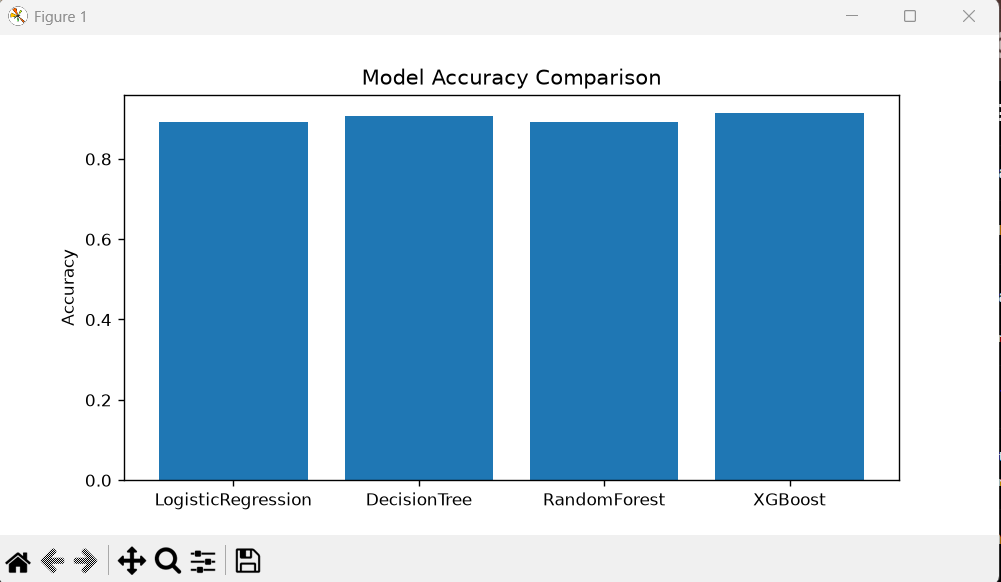 Figure 1
Model Accuracy Comparison
Accuracy
0.8
0.6
0.4
0.2
0.0
LogisticRegression DecisionTree RandomForest XGBoost